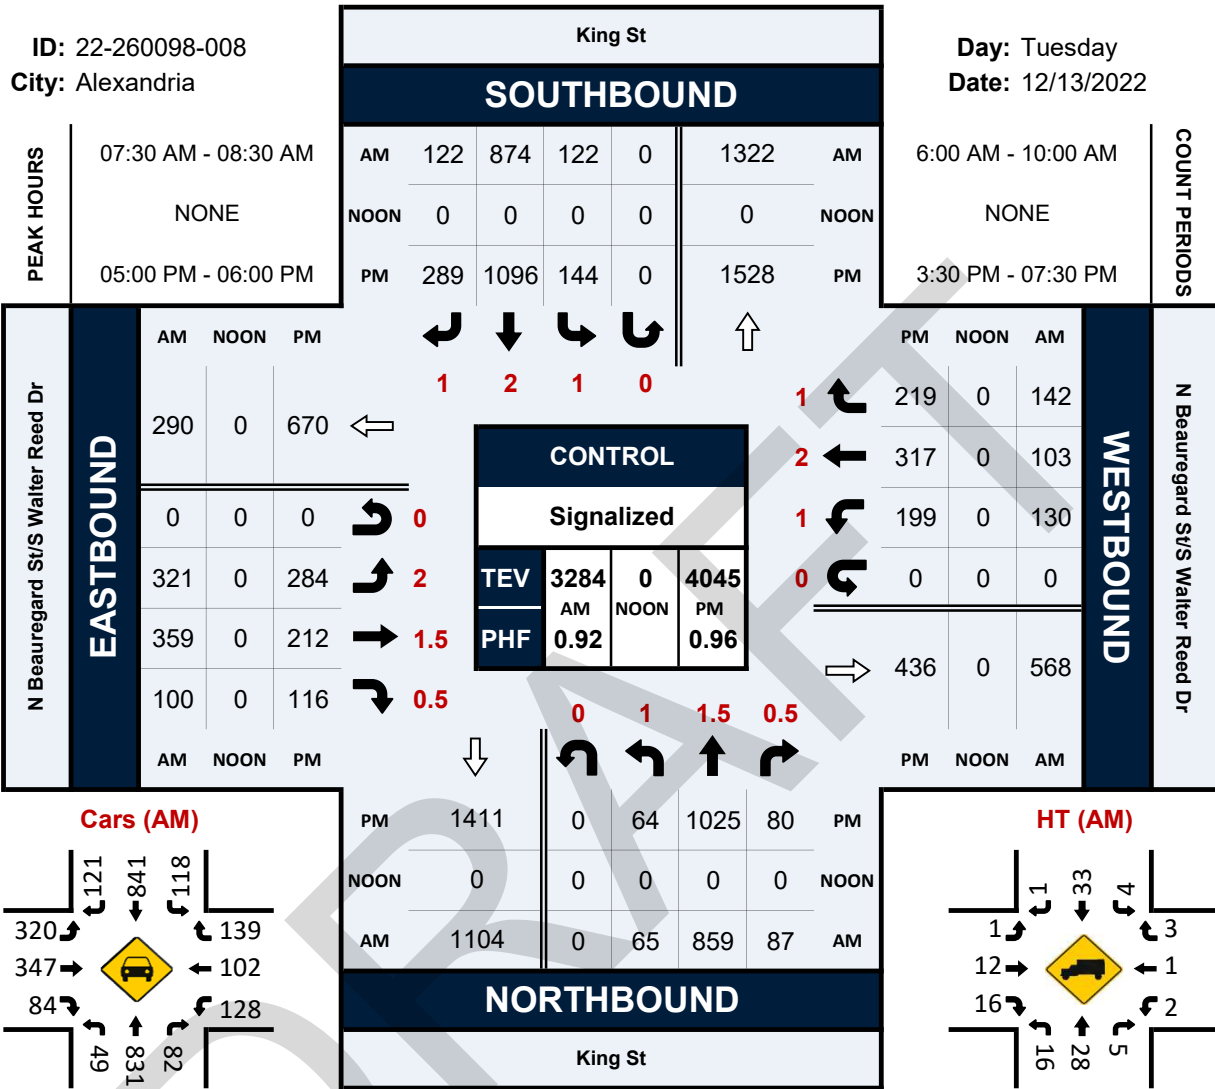 King St
ID: 22-260098-008
City: Alexandria
Day: Tuesday
Date: 12/13/2022
SOUTHBOUND
PEAK HOURS
07:30 AM - 08:30 AM
NONE
05:00 PM - 06:00 PM
AM 122 874 122 0 1322 AM
NOON 0 0 0 0 0 NOON
PM 289 1096 144 0 1528 PM
6:00 AM - 10:00 AM
NONE
3:30 PM - 07:30 PM
COUNT PERIODS
1 2 1 0
N Beauregard St/S Walter Reed Dr
EASTBOUND
AM NOON PM
290 0 670
0 0 0 0
321 0 284 2
359 0 212 1.5
100 0 116 0.5
AM NOON PM
CONTROL
Signalized
TEV 3284 0 4045
AM NOON PM
PHF 0.92 0.96
PM NOON AM
1 219 0 142
2 317 0 103
1 199 0 130
0 0 0 0
436 0 568
PM NOON AM
WESTBOUND
N Beauregard St/S Walter Reed Dr
0 1 1.5 0.5
PM 1411 0 64 1025 80 PM
NOON 0 0 0 0 0 NOON
AM 1104 0 65 859 87 AM
NORTHBOUND
King St
Cars (AM)
121 841 118
320 139
347 102
84 128
49 831 82
HT (AM)
1 33 4
1 3
12 1
16 2
16 28 5
DRAFT